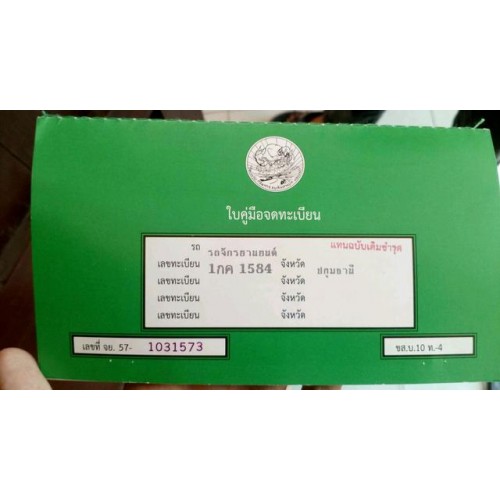 ใบคู่มือจดทะเบียน
รถ รถจักรยานยนต์ แทนฉบับเดิมชำรุด
เลขทะเบียน 1กค 1584 จังหวัด ปทุมธานี
เลขทะเบียน จังหวัด
เลขทะเบียน จังหวัด
เลขทะเบียน จังหวัด
เลขที่ จย. 57- 1031573 ขส.บ.10 ท.-4